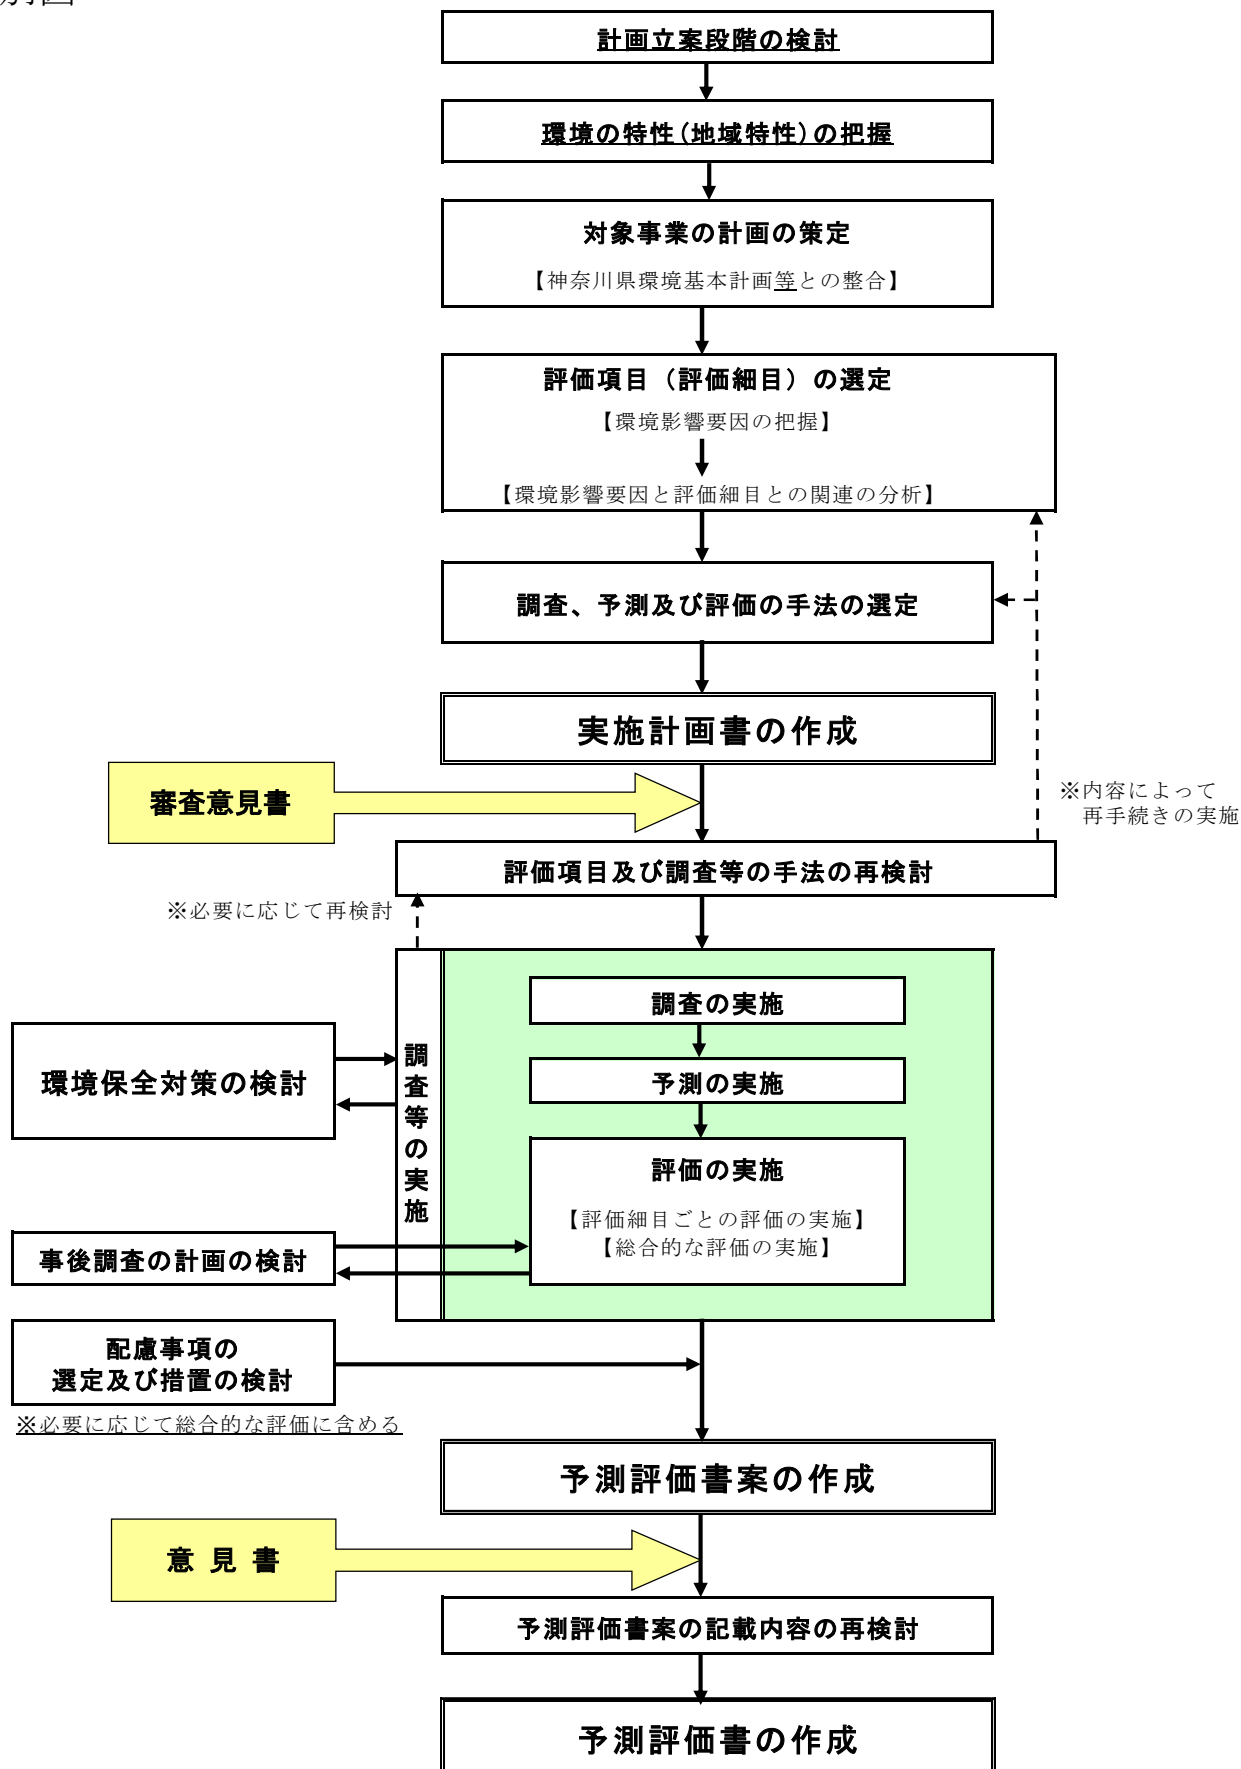 計画立案段階の検討
環境の特性(地域特性)の把握
対象事業の計画の策定
【神奈川県環境基本計画等との整合】
評価項目（評価細目）の選定
【環境影響要因の把握】
【環境影響要因と評価細目との関連の分析】
調査、予測及び評価の手法の選定
実施計画書の作成
審査意見書
※内容によって
再手続きの実施
評価項目及び調査等の手法の再検討
※必要に応じて再検討
調査等の実施
調査の実施
予測の実施
環境保全対策の検討
評価の実施
【評価細目ごとの評価の実施】
【総合的な評価の実施】
事後調査の計画の検討
配慮事項の
選定及び措置の検討
※必要に応じて総合的な評価に含める
予測評価書案の作成
意 見 書
予測評価書案の記載内容の再検討
予測評価書の作成